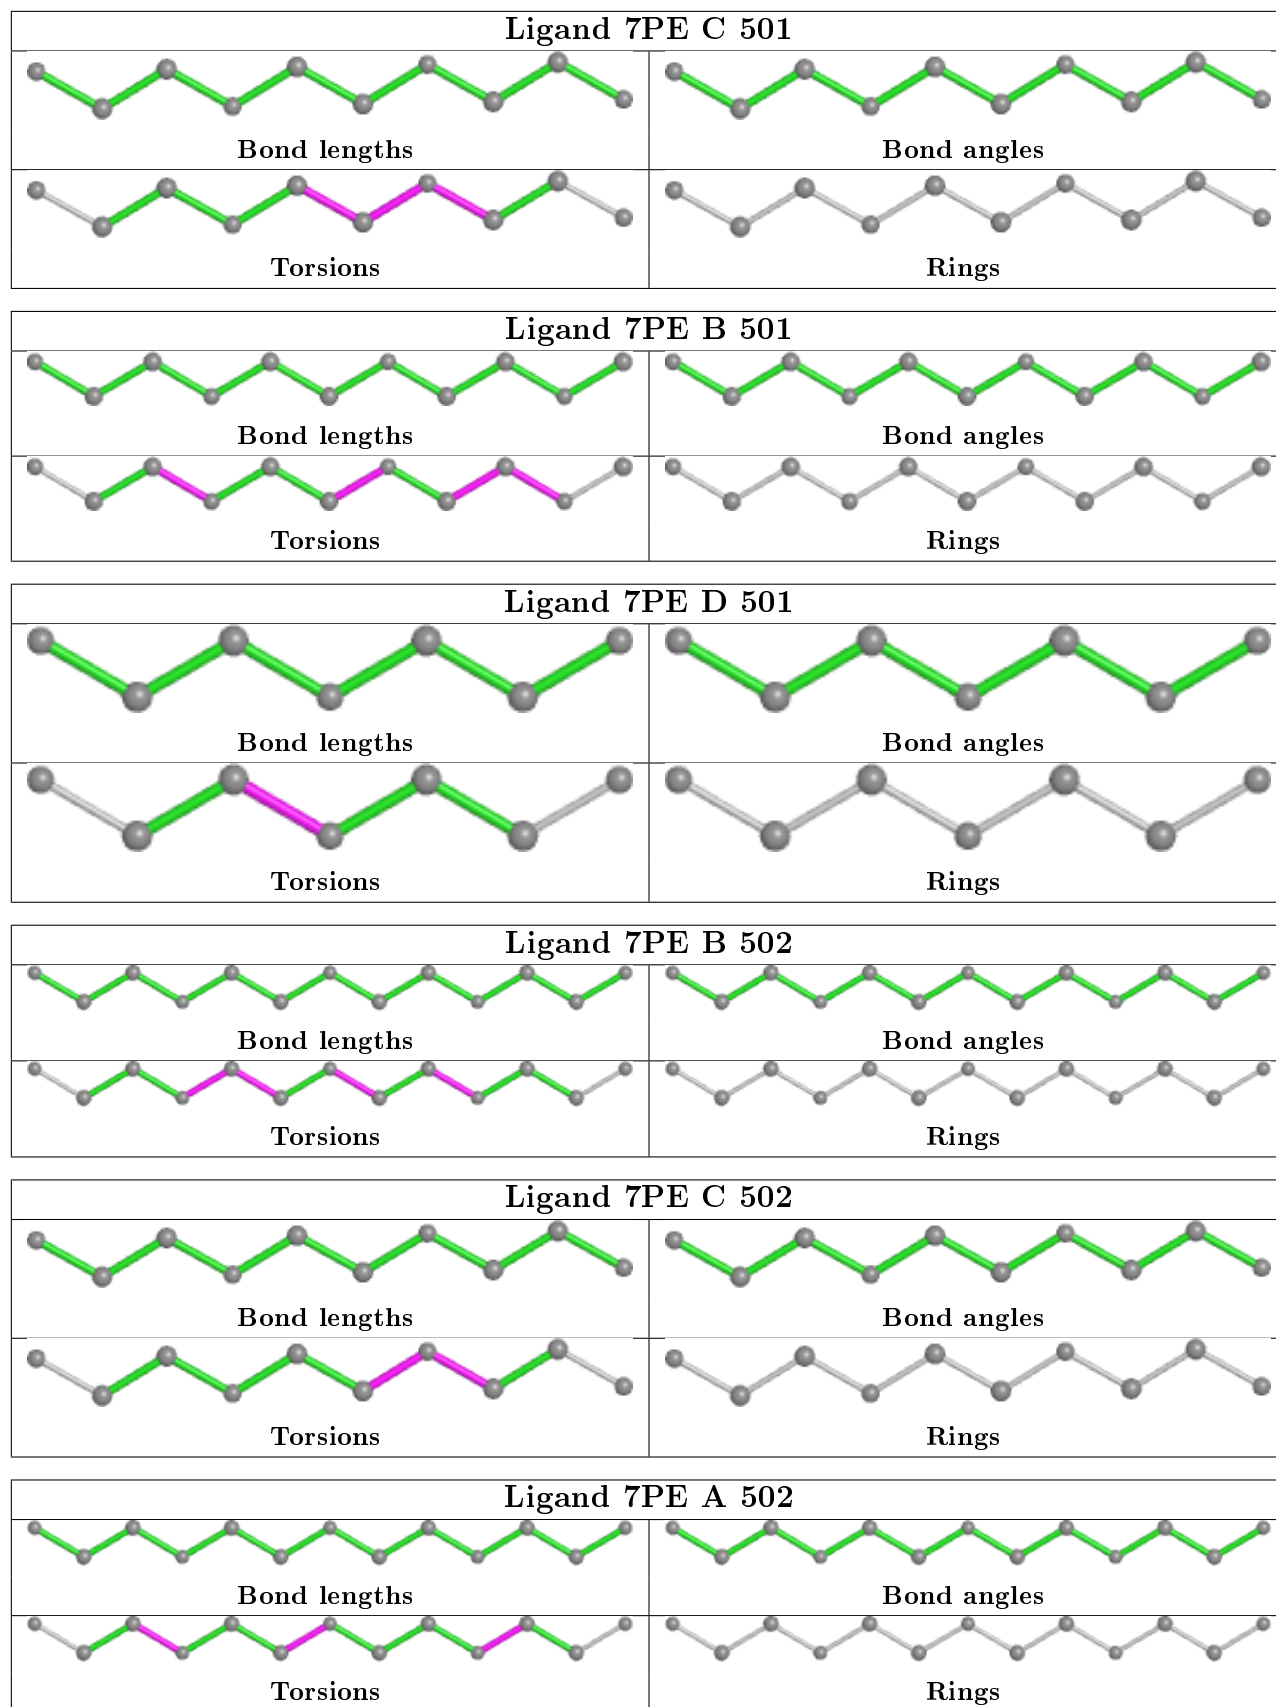 Ligand 7PE C 501
Bond lengths
Bond angles
Torsions
Rings
Ligand 7PE B 501
Bond lengths
Bond angles
Torsions
Rings
Ligand 7PE D 501
Bond lengths
Bond angles
Torsions
Rings
Ligand 7PE B 502
Bond lengths
Bond angles
Torsions
Rings
Ligand 7PE C 502
Bond lengths
Bond angles
Torsions
Rings
Ligand 7PE A 502
Bond lengths
Bond angles
Torsions
Rings